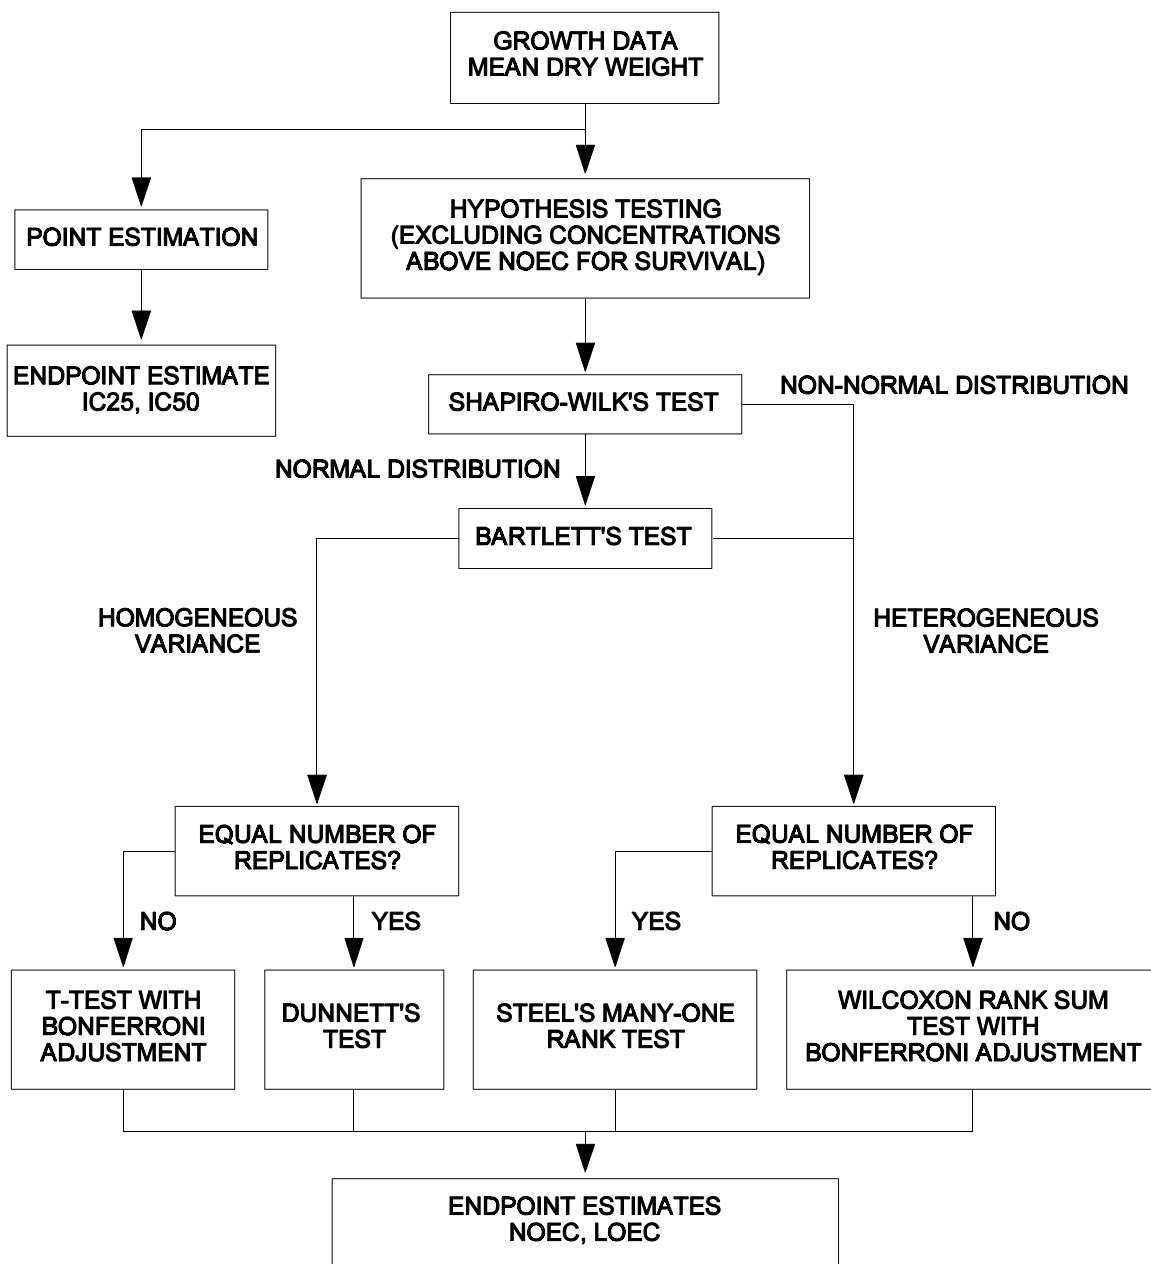 GROWTH DATA
MEAN DRY WEIGHT
POINT ESTIMATION
HYPOTHESIS TESTING
(EXCLUDING CONCENTRATIONS
ABOVE NOEC FOR SURVIVAL)
ENDPOINT ESTIMATE
IC25, IC50
SHAPIRO-WILK'S TEST
NON-NORMAL DISTRIBUTION
NORMAL DISTRIBUTION
BARTLETT'S TEST
HOMOGENEOUS
VARIANCE
HETEROGENEOUS
VARIANCE
EQUAL NUMBER OF
REPLICATES?
EQUAL NUMBER OF
REPLICATES?
NO
YES
YES
NO
T-TEST WITH
BONFERRONI
ADJUSTMENT
DUNNETT'S
TEST
STEEL'S MANY-ONE
RANK TEST
WILCOXON RANK SUM
TEST WITH
BONFERRONI ADJUSTMENT
ENDPOINT ESTIMATES
NOEC, LOEC